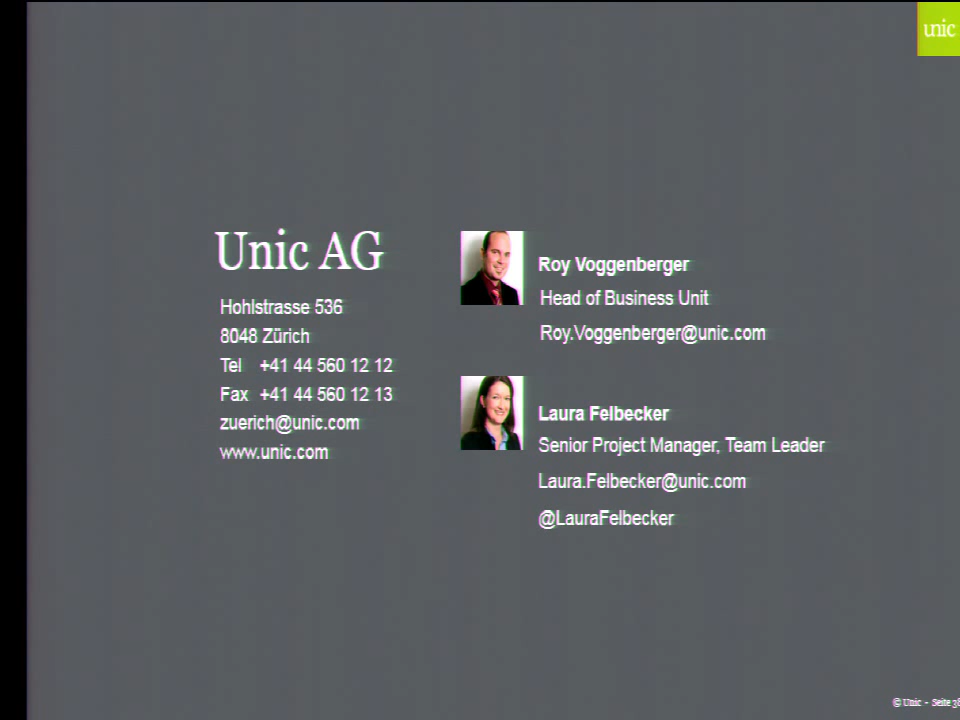 unic
Unic AG
Hohlstrasse 536
8048 Zürich
Tel +41 44 560 12 12
Fax +41 44 560 12 13
zuerich@unic.com
www.unic.com
Roy Voggenberger
Head of Business Unit
Roy.Voggenberger@unic.com
Laura Felbecker
Senior Project Manager, Team Leader
Laura.Felbecker@unic.com
@LauraFelbecker
© Unic - Seite